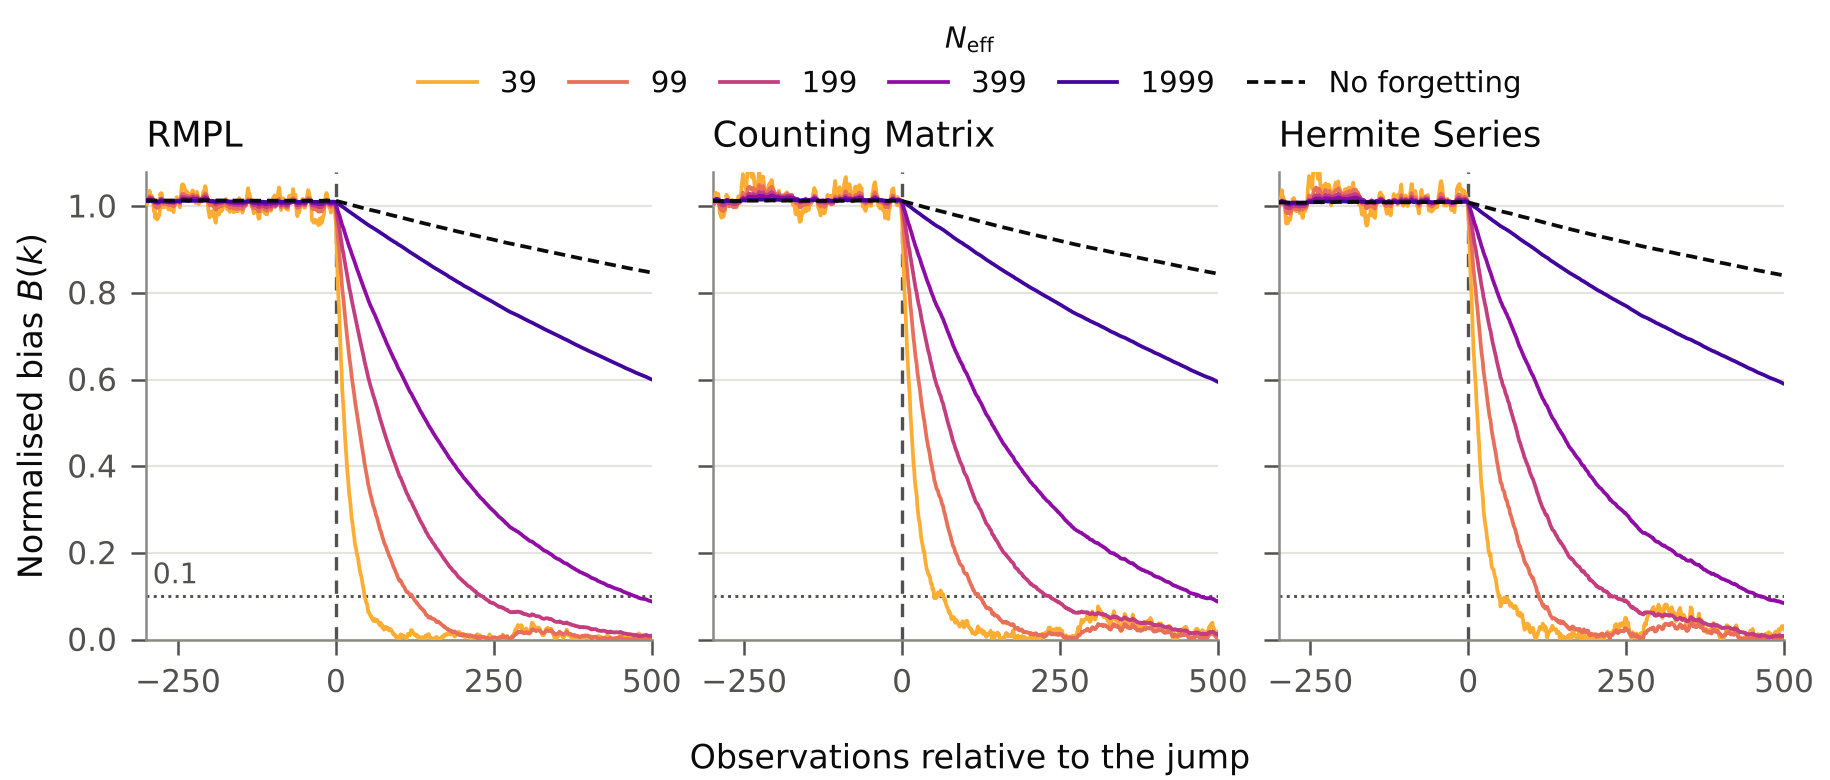 N_eff
39 99 199 399 1999 No forgetting
RMPL Counting Matrix Hermite Series
Normalised bias B(k)
1.0
0.8
0.6
0.4
0.2
0.0
0.1
−250 0 250 500 −250 0 250 500 −250 0 250 500
Observations relative to the jump